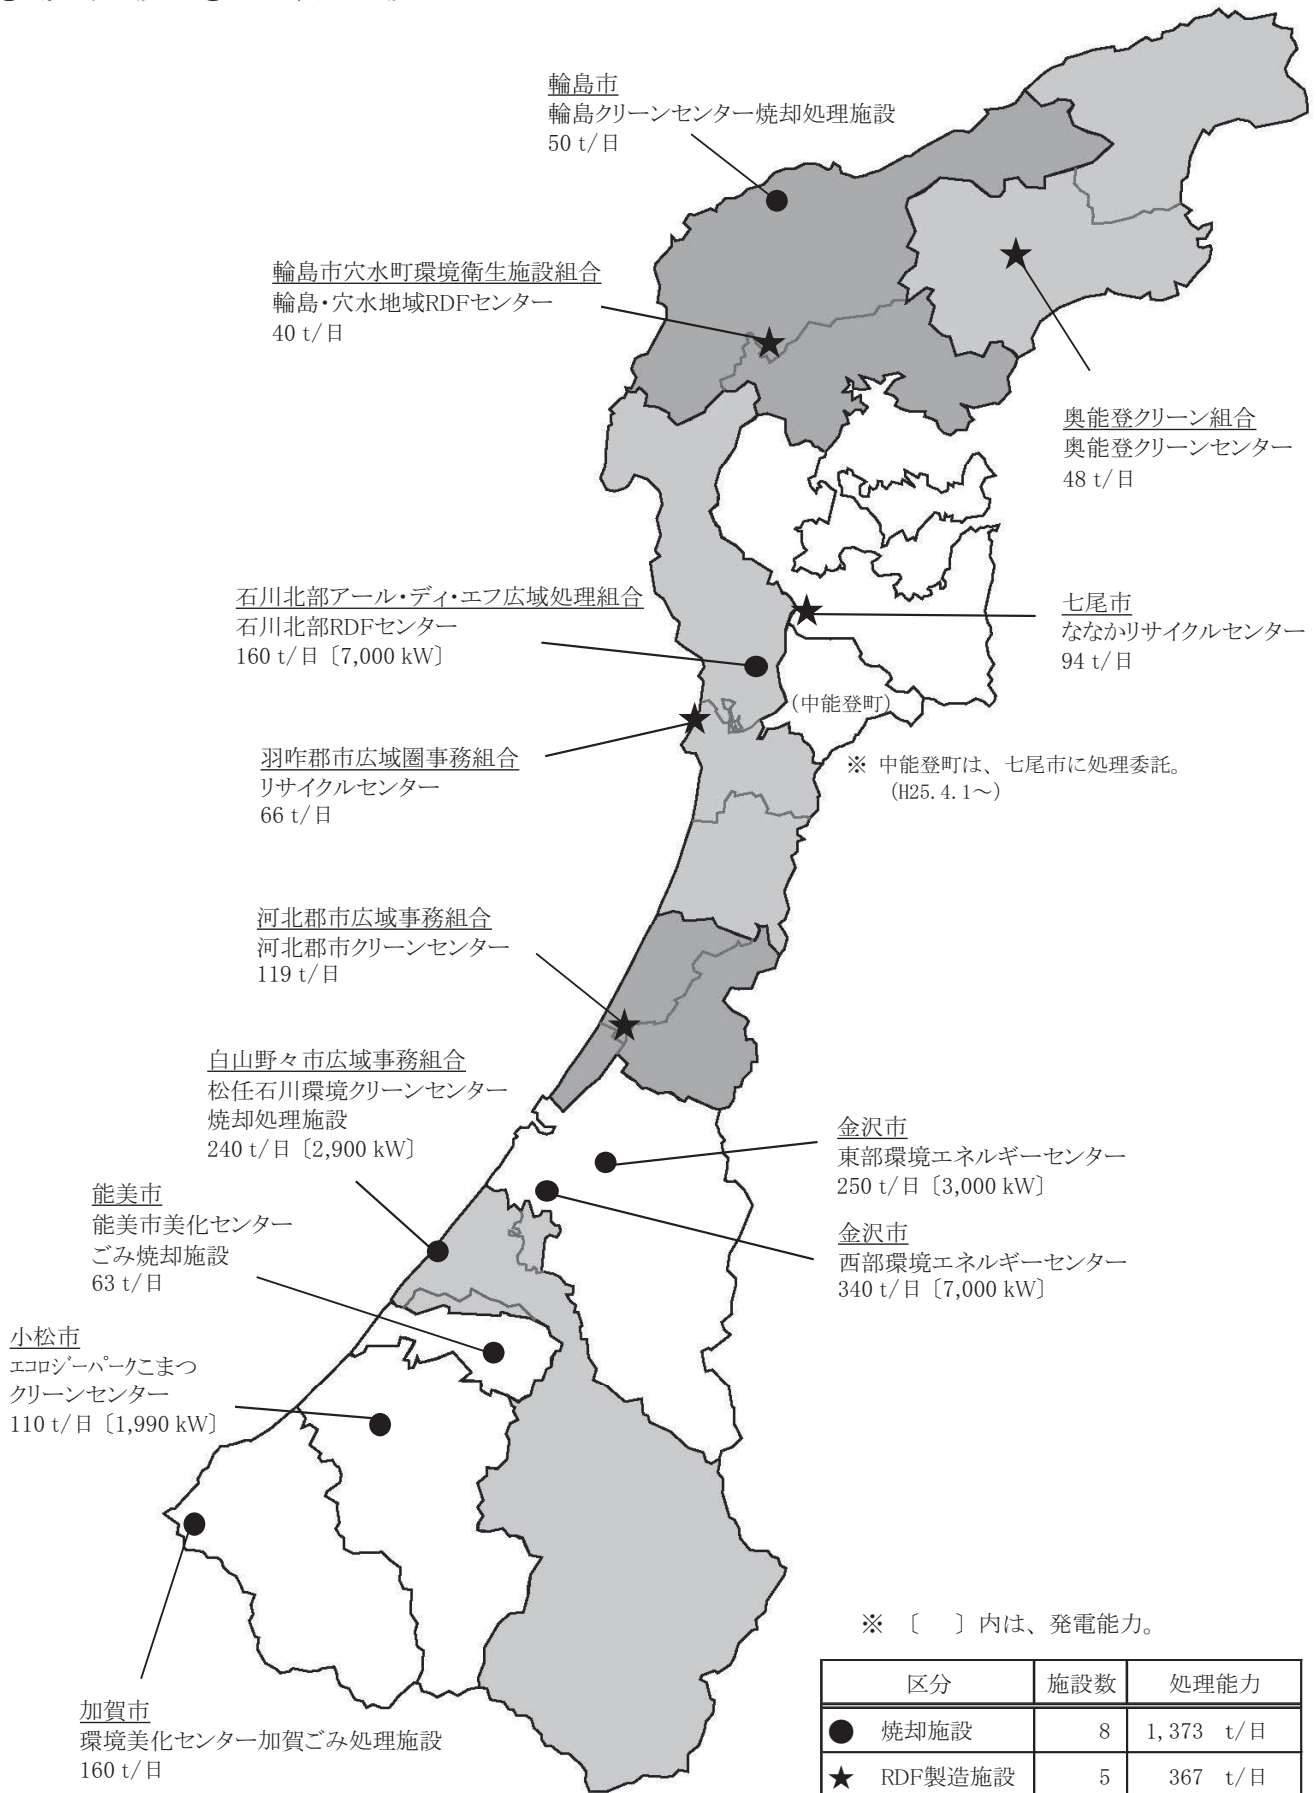 輪島市
輪島クリーンセンター焼却処理施設
50 t/日
輪島市穴水町環境衛生施設組合
輪島・穴水地域RDFセンター
40 t/日
奥能登クリーン組合
奥能登クリーンセンター
48 t/日
石川北部アール・ディ・エフ広域処理組合
石川北部RDFセンター
160 t/日〔7,000 kW〕
七尾市
ななかリサイクルセンター
94 t/日
(中能登町)
羽咋郡市広域圏事務組合
リサイクルセンター
66 t/日
※ 中能登町は、七尾市に処理委託。
(H25.4.1～)
河北郡市広域事務組合
河北郡市クリーンセンター
119 t/日
白山野々市広域事務組合
松任石川環境クリーンセンター
焼却処理施設
240 t/日〔2,900 kW〕
金沢市
東部環境エネルギーセンター
250 t/日〔3,000 kW〕
能美市
能美市美化センター
ごみ焼却施設
63 t/日
金沢市
西部環境エネルギーセンター
340 t/日〔7,000 kW〕
小松市
エコロジーパークこまつ
クリーンセンター
110 t/日〔1,990 kW〕
加賀市
環境美化センター加賀ごみ処理施設
160 t/日
※ 〔　〕内は、発電能力。
区分 施設数 処理能力
● 焼却施設 8 1,373 t/日
★ RDF製造施設 5 367 t/日